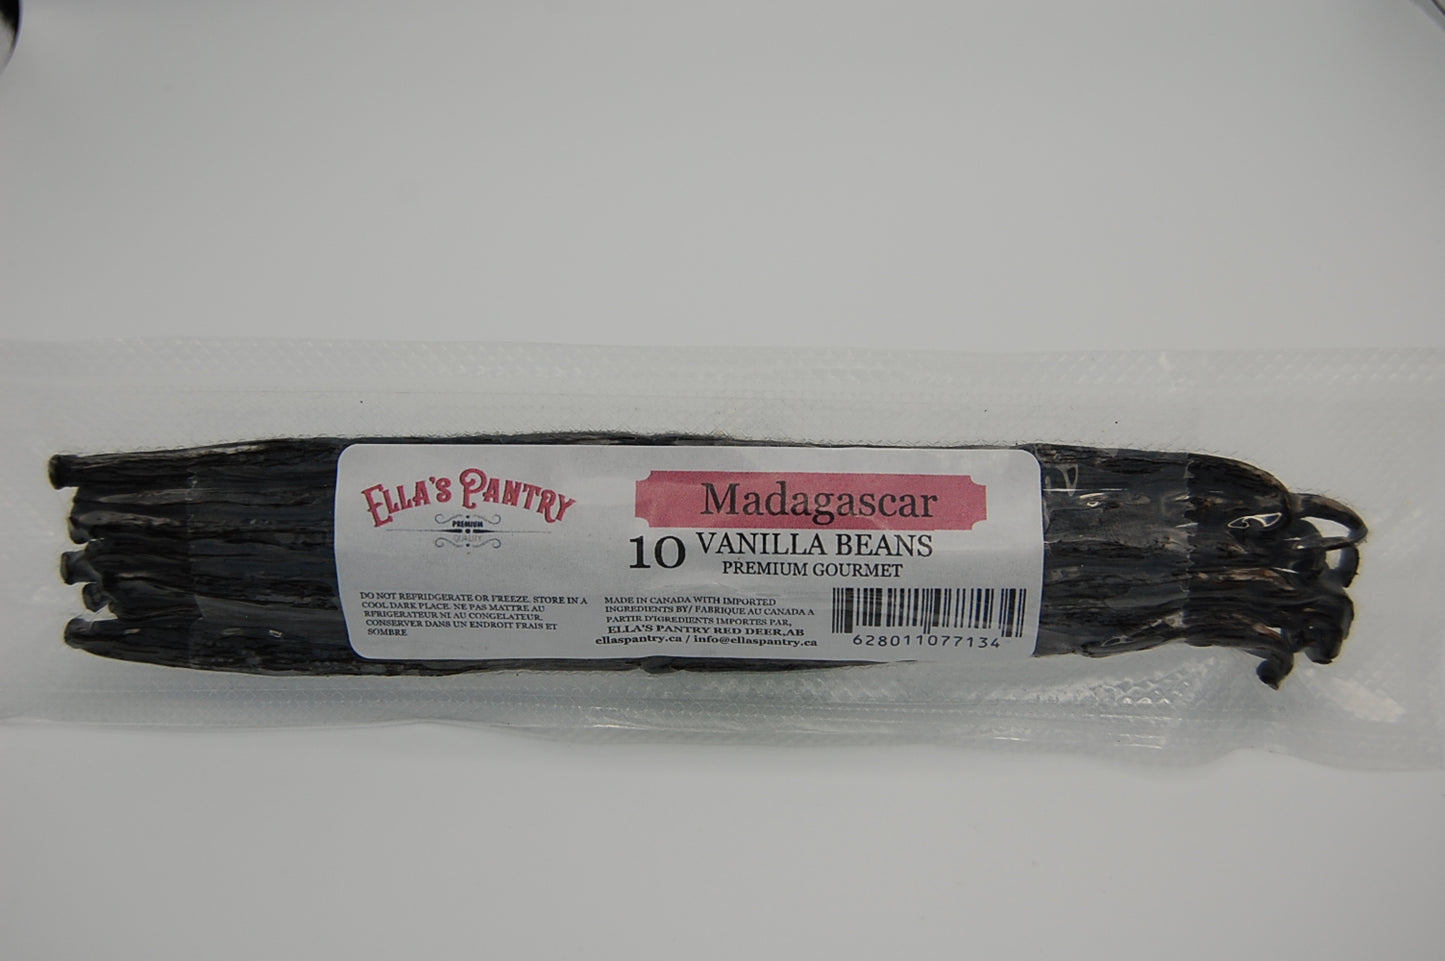 ELLA'S PANTRY
PREMIUM
QUALITY
Madagascar
10 VANILLA BEANS
PREMIUM GOURMET
DO NOT REFRIDGERATE OR FREEZE. STORE IN A
COOL DARK PLACE. NE PAS MATTRE AU
RFRIGERATEUR NI AU CONGELATEUR.
CONSERVER DANS UN ENDROIT FRAIS ET
SOMBRE
MADE IN CANADA WITH IMPORTED
INGREDIENTS BY/ FABRIQUE AU CANADA A
PARTIR D'IGREDIENTS IMPORTES PAR,
ELLA'S PANTRY RED DEER,AB
ellaspantry.ca / info@ellaspantry.ca
628011077134